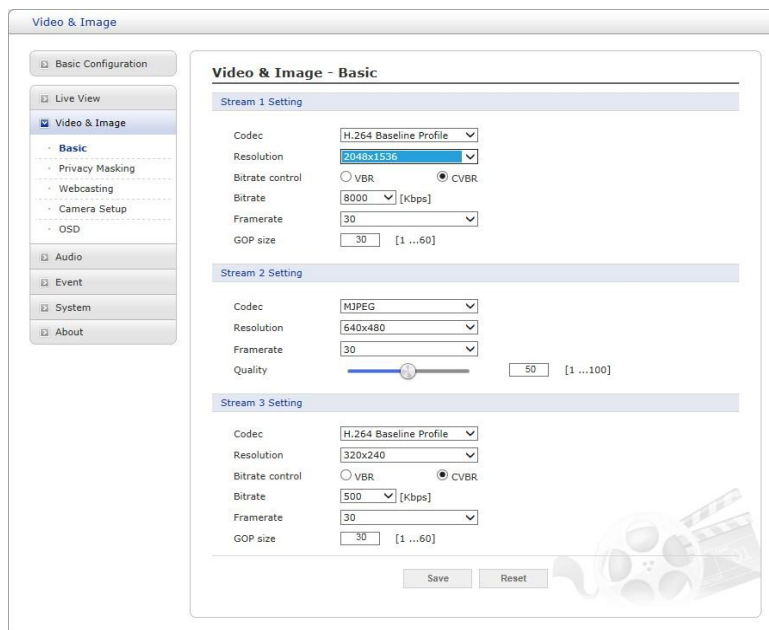 Video & Image
Basic Configuration
Live View
Video & Image
Basic
Privacy Masking
Webcasting
Camera Setup
OSD
Audio
Event
System
About
Video & Image - Basic
Stream 1 Setting
Codec H.264 Baseline Profile
Resolution 2048x1536
Bitrate control VBR CVBR
Bitrate 8000 [Kbps]
Framerate 30
GOP size 30 [1 ...60]
Stream 2 Setting
Codec MJPEG
Resolution 640x480
Framerate 30
Quality 50 [1 ...100]
Stream 3 Setting
Codec H.264 Baseline Profile
Resolution 320x240
Bitrate control VBR CVBR
Bitrate 500 [Kbps]
Framerate 30
GOP size 30 [1 ...60]
Save Reset